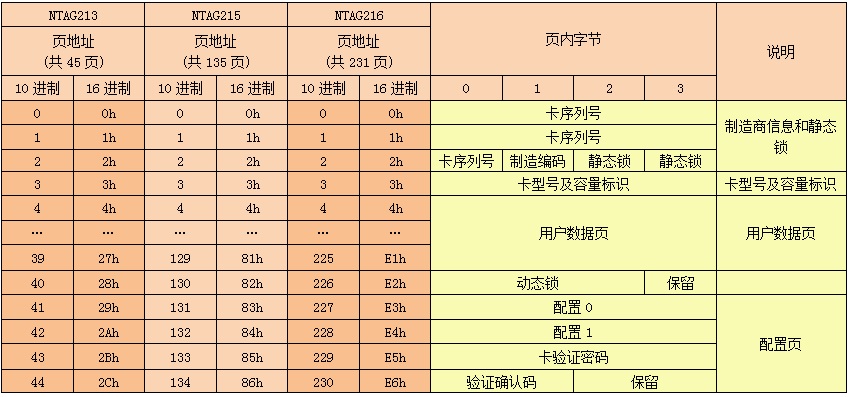 NTAG213 NTAG215 NTAG216 页内字节 说明
页地址 页地址 页地址
(共 45 页) (共 135 页) (共 231 页)
10 进制 16 进制 10 进制 16 进制 10 进制 16 进制 0 1 2 3
0 0h 0 0h 0 0h 卡序列号 制造商信息和静态
锁
1 1h 1 1h 1 1h 卡序列号
2 2h 2 2h 2 2h 卡序列号 制造编码 静态锁 静态锁
3 3h 3 3h 3 3h 卡型号及容量标识 卡型号及容量标识
4 4h 4 4h 4 4h 用户数据页 用户数据页
… … … … … …
39 27h 129 81h 225 E1h
40 28h 130 82h 226 E2h 动态锁 保留
41 29h 131 83h 227 E3h 配置 0 配置页
42 2Ah 132 84h 228 E4h 配置 1
43 2Bh 133 85h 229 E5h 卡验证密码
44 2Ch 134 86h 230 E6h 验证确认码 保留